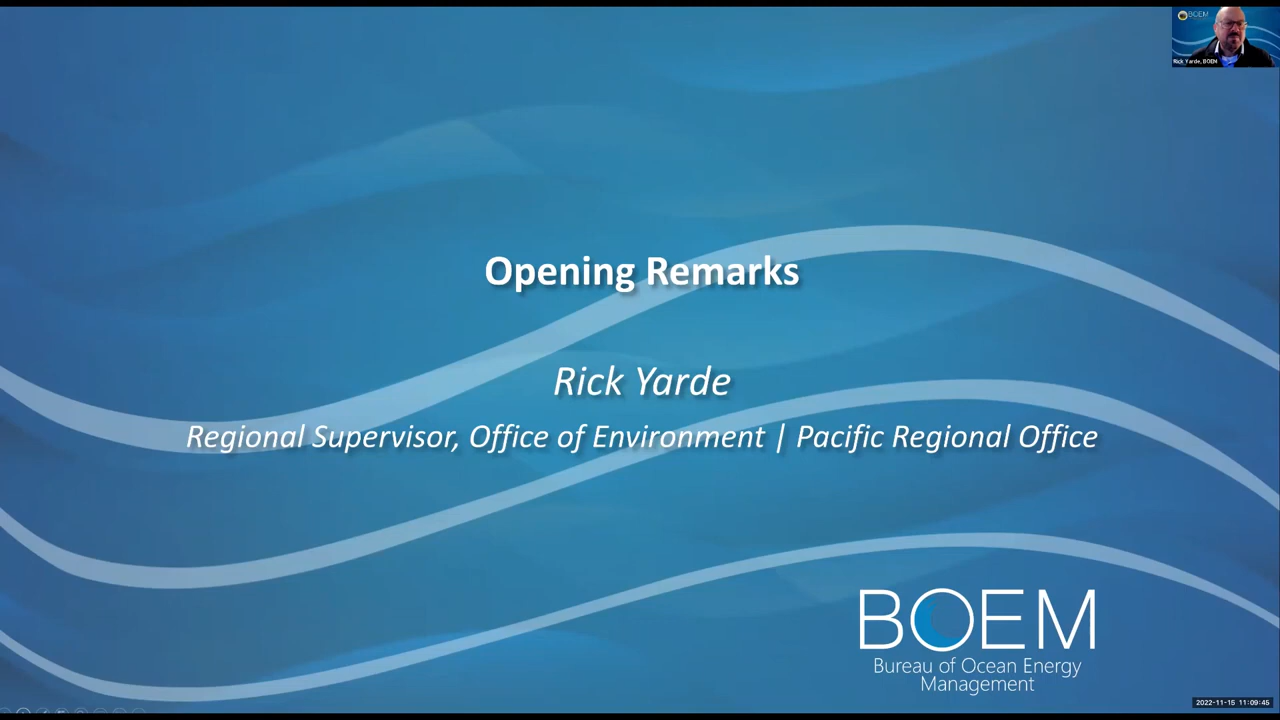 BOEM
Rick Yarde, BOEM
Opening Remarks
Rick Yarde
Regional Supervisor, Office of Environment | Pacific Regional Office
BOEM
Bureau of Ocean Energy
Management
2022-11-15 11:09:45